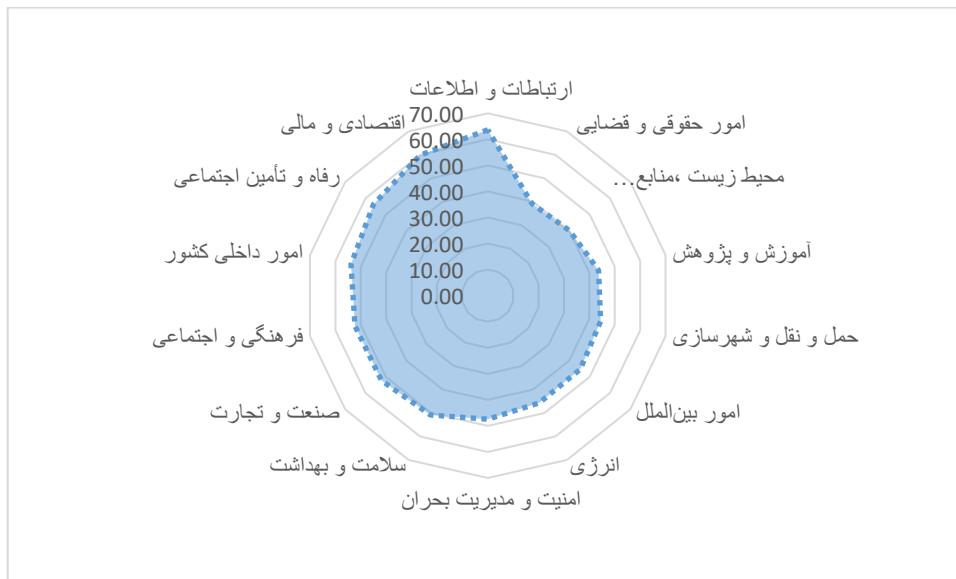 ارتباطات و اطلاعات
امور حقوقی و قضایی
محیط زیست ،منابع...
آموزش و پژوهش
حمل و نقل و شهرسازی
امور بین‌الملل
انرژی
امنیت و مدیریت بحران
سلامت و بهداشت
صنعت و تجارت
فرهنگی و اجتماعی
امور داخلی کشور
رفاه و تأمین اجتماعی
اقتصادی و مالی
70.00
60.00
50.00
40.00
30.00
20.00
10.00
0.00